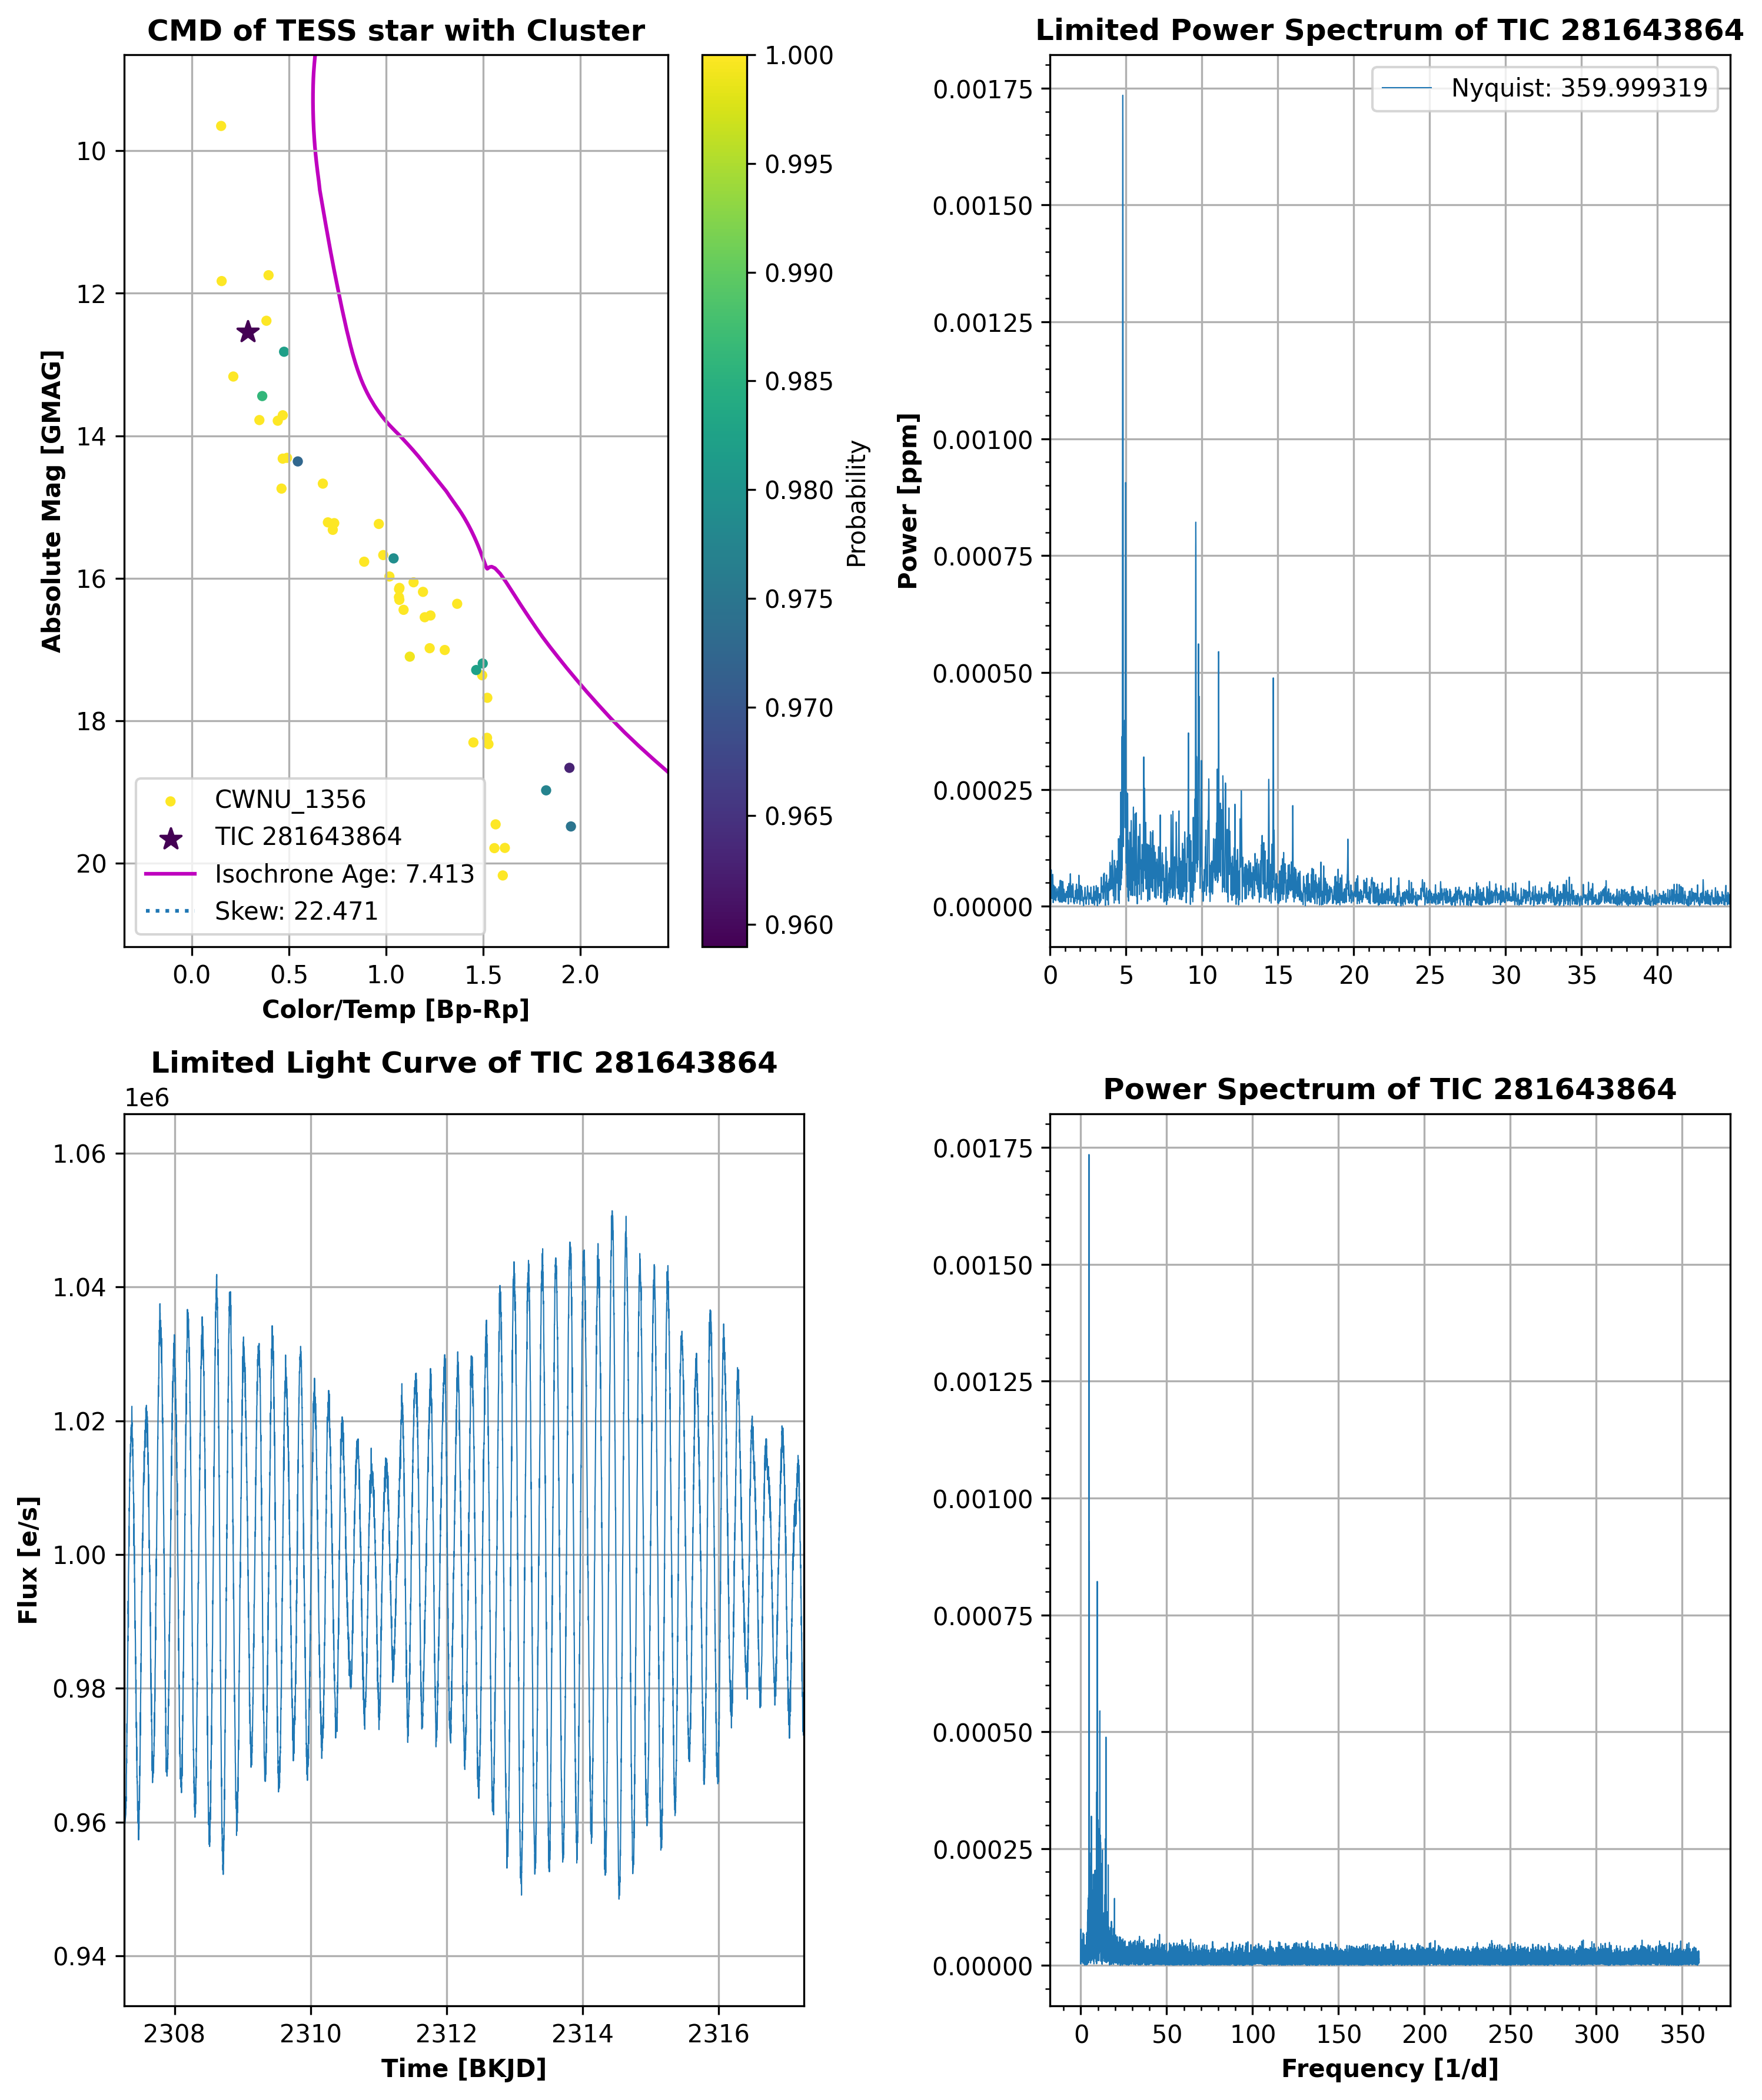 CMD of TESS star with Cluster
10
12
14
16
18
20
Absolute Mag [GMAG]
0.0 0.5 1.0 1.5 2.0
Color/Temp [Bp-Rp]
CWNU_1356
TIC 281643864
Isochrone Age: 7.413
Skew: 22.471
1.000
0.995
0.990
0.985
0.980
0.975
0.970
0.965
0.960
Probability
Limited Power Spectrum of TIC 281643864
Nyquist: 359.999319
0.00175
0.00150
0.00125
0.00100
0.00075
0.00050
0.00025
0.00000
Power [ppm]
0 5 10 15 20 25 30 35 40
Limited Light Curve of TIC 281643864
1e6
1.06
1.04
1.02
1.00
0.98
0.96
0.94
Flux [e/s]
2308 2310 2312 2314 2316
Time [BKJD]
Power Spectrum of TIC 281643864
0.00175
0.00150
0.00125
0.00100
0.00075
0.00050
0.00025
0.00000
0 50 100 150 200 250 300 350
Frequency [1/d]